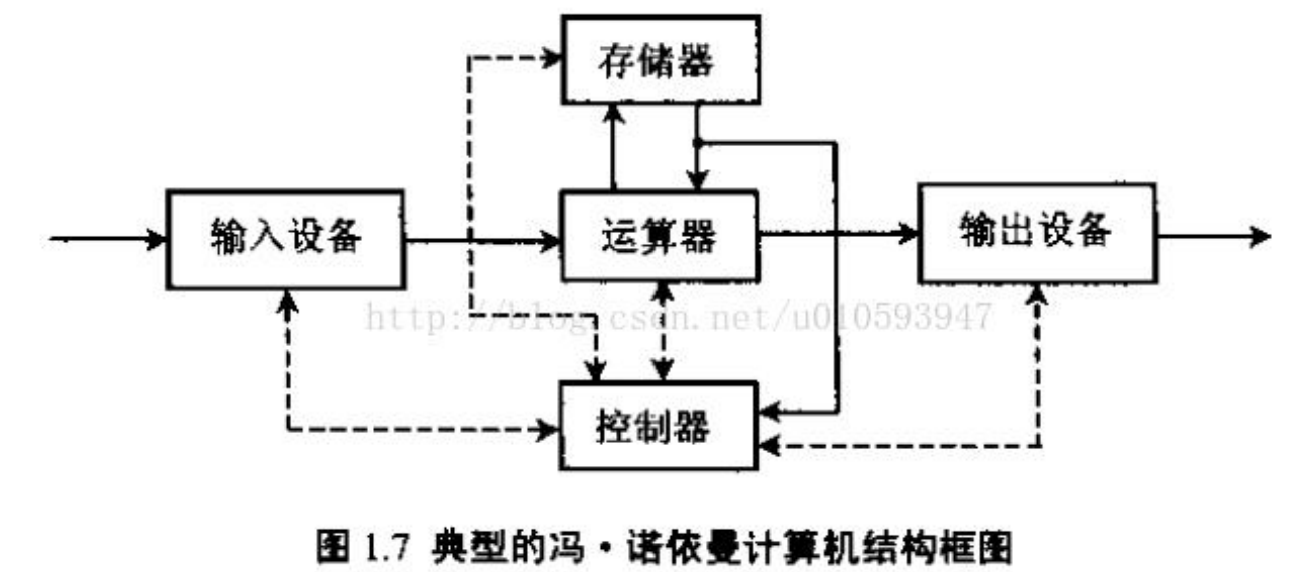 存储器
输入设备
运算器
输出设备
http://blog.csdn.net/u010593947
控制器
图 1.7 典型的冯·诺依曼计算机结构框图